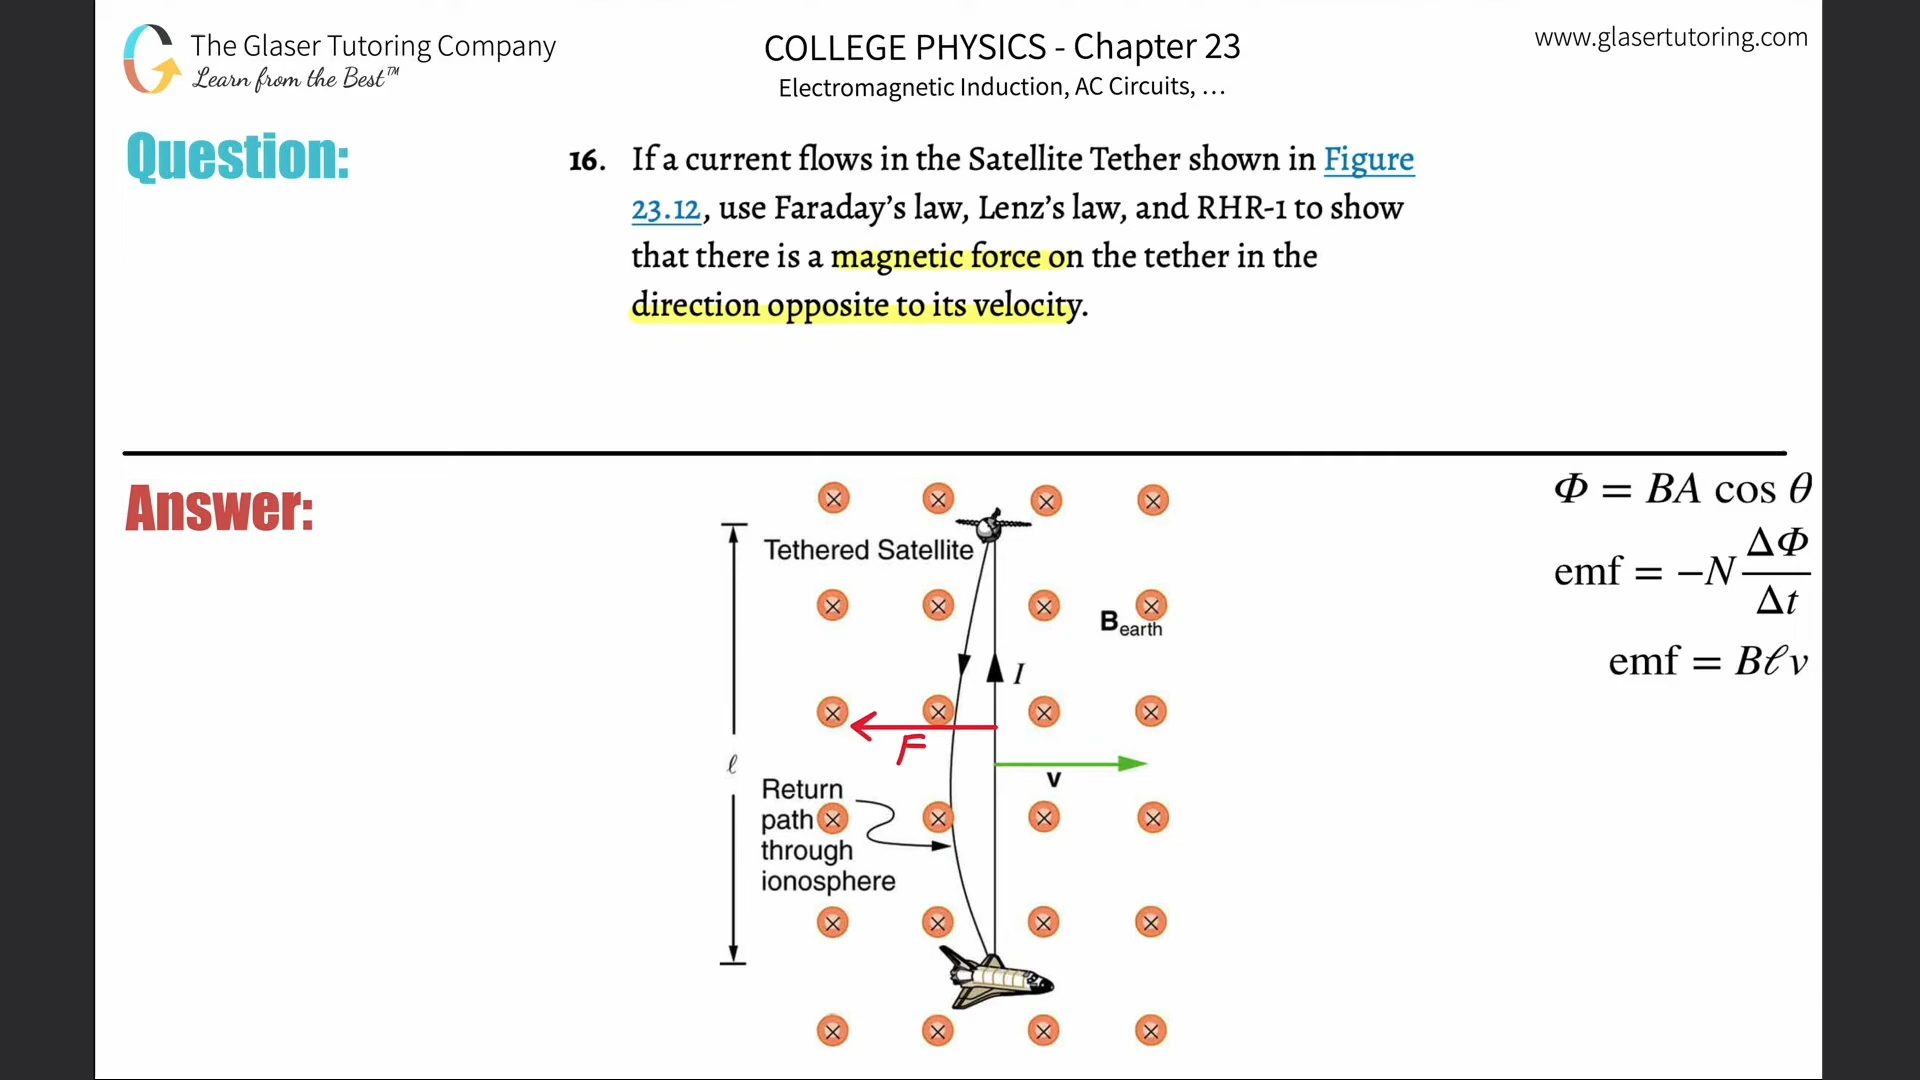 The Glaser Tutoring Company
Learn from the Best™
COLLEGE PHYSICS - Chapter 23
Electromagnetic Induction, AC Circuits, ...
www.glasertutoring.com
Question:
16. If a current flows in the Satellite Tether shown in Figure
23.12, use Faraday's law, Lenz's law, and RHR-1 to show
that there is a magnetic force on the tether in the
direction opposite to its velocity.
Answer:
Φ = BA cos θ
emf = −N ΔΦ/Δt
emf = Bℓv
Tethered Satellite
B earth
I
F
v
ℓ
Return
path
through
ionosphere